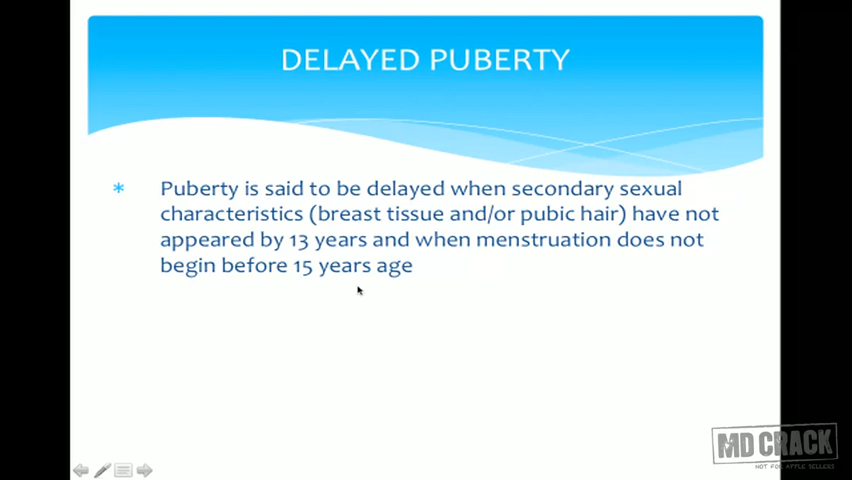 DELAYED PUBERTY
* Puberty is said to be delayed when secondary sexual
characteristics (breast tissue and/or pubic hair) have not
appeared by 13 years and when menstruation does not
begin before 15 years age
MD CRACK
NOT FOR APPLE SELLERS